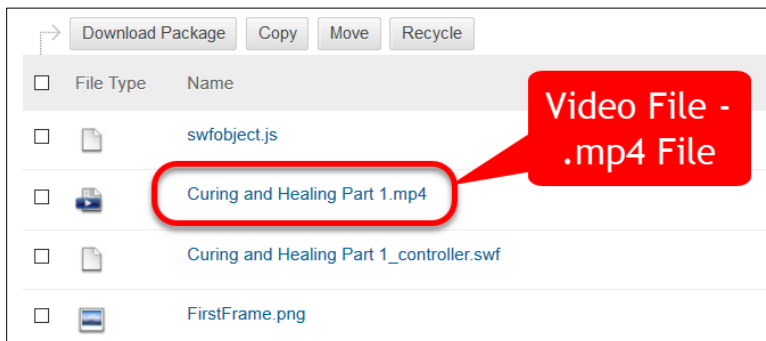 Download Package Copy Move Recycle
File Type Name
Video File -
.mp4 File
swfobject.js
Curing and Healing Part 1.mp4
Curing and Healing Part 1_controller.swf
FirstFrame.png